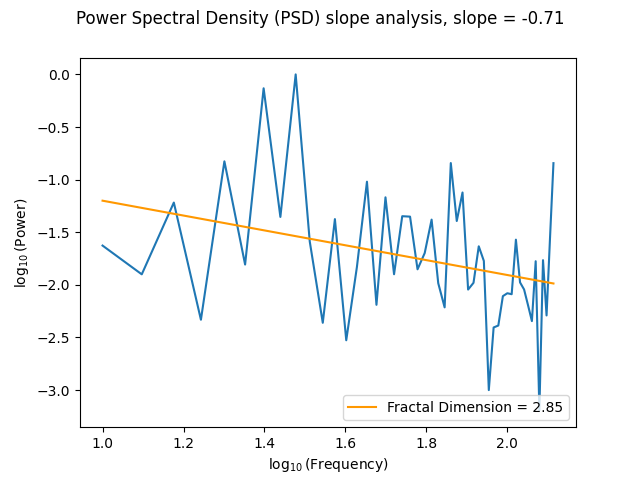 Power Spectral Density (PSD) slope analysis, slope = -0.71
0.0
−0.5
−1.0
−1.5
−2.0
−2.5
−3.0
log₁₀(Power)
Fractal Dimension = 2.85
1.0 1.2 1.4 1.6 1.8 2.0
log₁₀(Frequency)